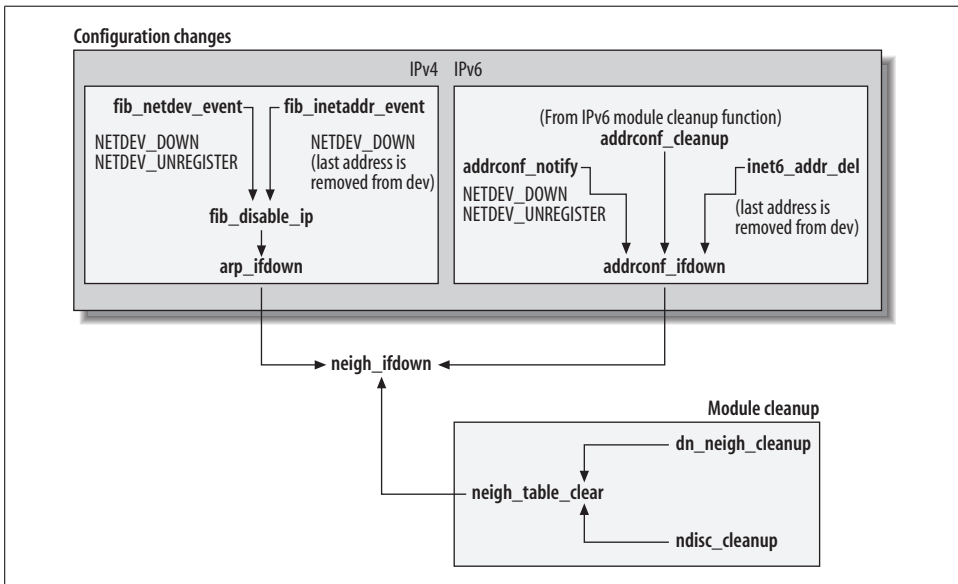 Configuration changes
IPv4 IPv6
fib_netdev_event
fib_inetaddr_event
NETDEV_DOWN
NETDEV_UNREGISTER
NETDEV_DOWN
(last address is
removed from dev)
fib_disable_ip
arp_ifdown
(From IPv6 module cleanup function)
addrconf_cleanup
addrconf_notify
inet6_addr_del
NETDEV_DOWN
NETDEV_UNREGISTER
(last address is
removed from dev)
addrconf_ifdown
neigh_ifdown
Module cleanup
dn_neigh_cleanup
neigh_table_clear
ndisc_cleanup